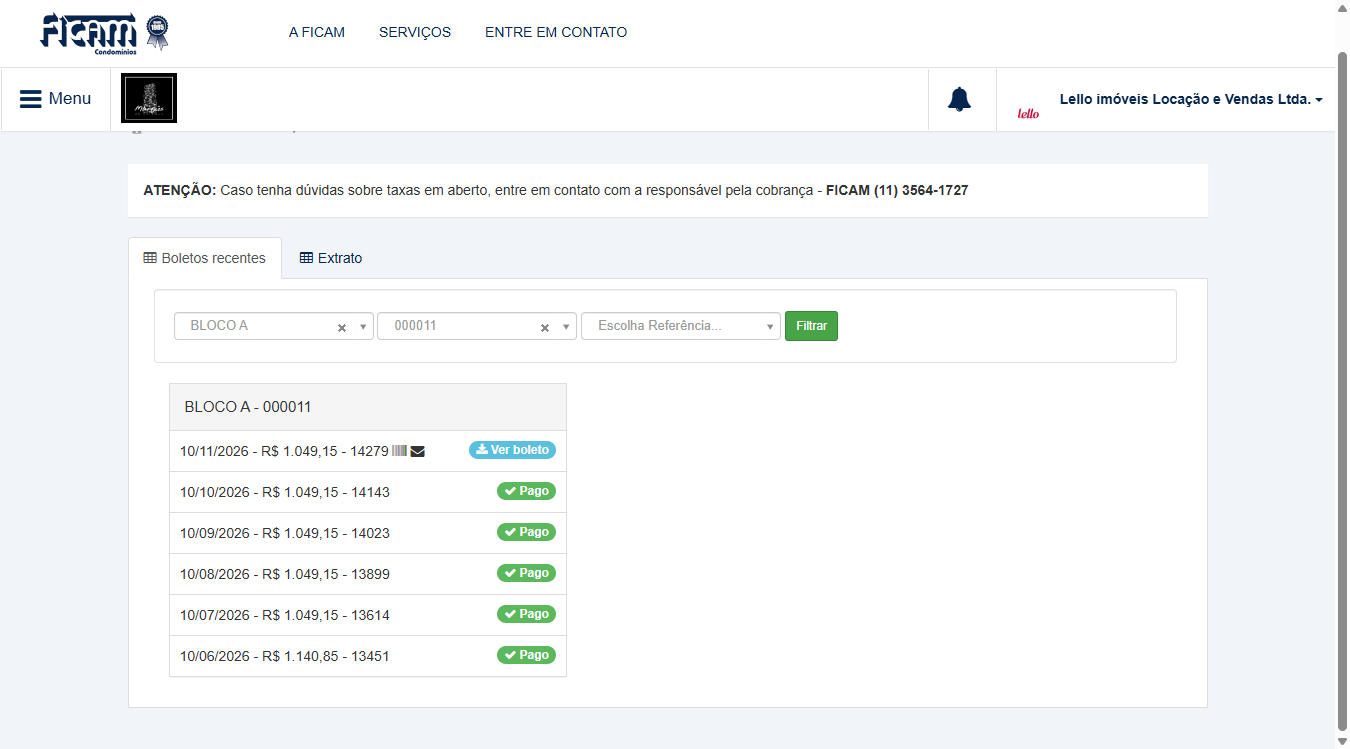 FICAM
Condomínios
1985
A FICAM SERVIÇOS ENTRE EM CONTATO
Menu
lello
Lello imóveis Locação e Vendas Ltda.
ATENÇÃO: Caso tenha dúvidas sobre taxas em aberto, entre em contato com a responsável pela cobrança - FICAM (11) 3564-1727
Boletos recentes Extrato
BLOCO A × 000011 × Escolha Referência... Filtrar
BLOCO A - 000011
10/11/2026 - R$ 1.049,15 - 14279 Ver boleto
10/10/2026 - R$ 1.049,15 - 14143 Pago
10/09/2026 - R$ 1.049,15 - 14023 Pago
10/08/2026 - R$ 1.049,15 - 13899 Pago
10/07/2026 - R$ 1.049,15 - 13614 Pago
10/06/2026 - R$ 1.140,85 - 13451 Pago